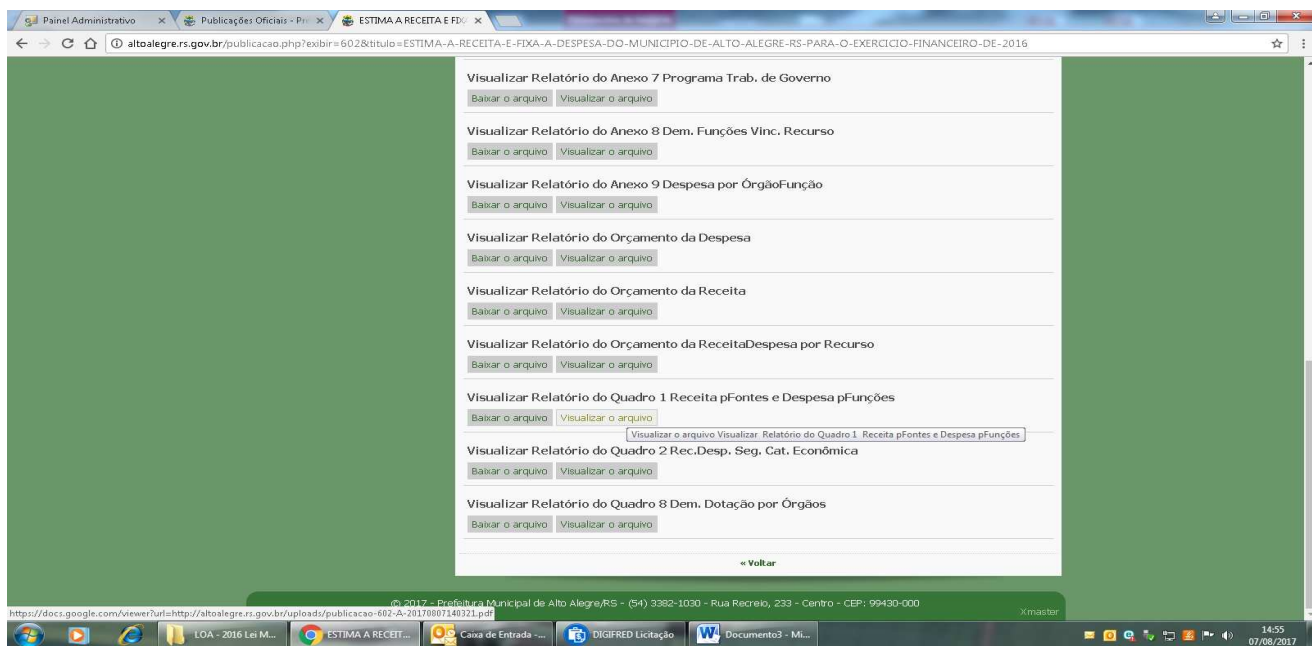 Painel Administrativo
Publicações Oficiais - Pr
ESTIMA A RECEITA E FIX
altoalegre.rs.gov.br/publicacao.php?exibir=602&titulo=ESTIMA-A-RECEITA-E-FIXA-A-DESPESA-DO-MUNICIPIO-DE-ALTO-ALEGRE-RS-PARA-O-EXERCICIO-FINANCEIRO-DE-2016
Visualizar Relatório do Anexo 7 Programa Trab. de Governo
Baixar o arquivo Visualizar o arquivo
Visualizar Relatório do Anexo 8 Dem. Funções Vinc. Recurso
Baixar o arquivo Visualizar o arquivo
Visualizar Relatório do Anexo 9 Despesa por ÓrgãoFunção
Baixar o arquivo Visualizar o arquivo
Visualizar Relatório do Orçamento da Despesa
Baixar o arquivo Visualizar o arquivo
Visualizar Relatório do Orçamento da Receita
Baixar o arquivo Visualizar o arquivo
Visualizar Relatório do Orçamento da ReceitaDespesa por Recurso
Baixar o arquivo Visualizar o arquivo
Visualizar Relatório do Quadro 1 Receita pFontes e Despesa pFunções
Baixar o arquivo Visualizar o arquivo
Visualizar o arquivo Visualizar Relatório do Quadro 1 Receita pFontes e Despesa pFunções
Visualizar Relatório do Quadro 2 Rec.Desp. Seg. Cat. Econômica
Baixar o arquivo Visualizar o arquivo
Visualizar Relatório do Quadro 8 Dem. Dotação por Órgãos
Baixar o arquivo Visualizar o arquivo
« Voltar
© 2017 - Prefeitura Municipal de Alto Alegre/RS - (54) 3382-1030 - Rua Recreio, 233 - Centro - CEP: 99430-000
Xmaster
https://docs.google.com/viewer?url=http://altoalegre.rs.gov.br/uploads/publicacao-602-A-20170807140321.pdf
LOA - 2016 Lei M...
ESTIMA A RECEIT...
Caixa de Entrada -...
DIGIFRED Licitação
Documento3 - Mi...
14:55
07/08/2017